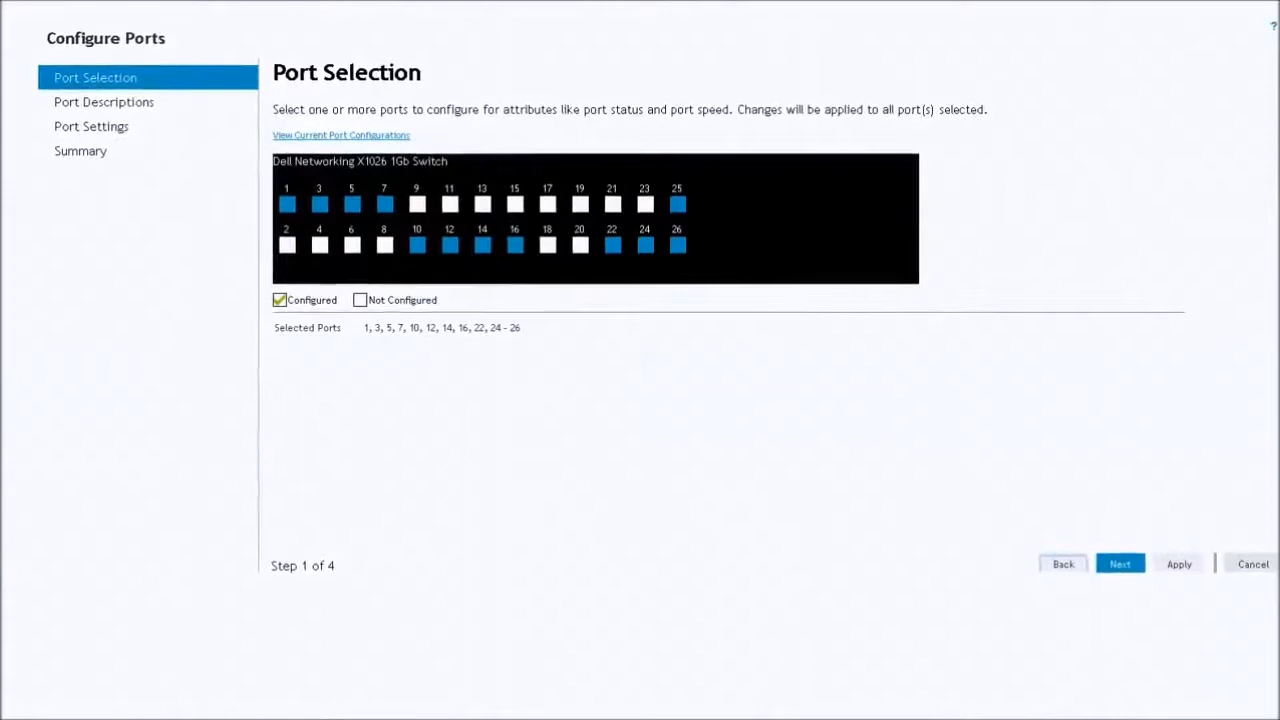 ?
Configure Ports
Port Selection
Port Descriptions
Port Settings
Summary
Port Selection
Select one or more ports to configure for attributes like port status and port speed. Changes will be applied to all port(s) selected.
View Current Port Configurations
Dell Networking X1026 1Gb Switch
1 3 5 7 9 11 13 15 17 19 21 23 25
2 4 6 8 10 12 14 16 18 20 22 24 26
Configured Not Configured
Selected Ports 1, 3, 5, 7, 10, 12, 14, 16, 22, 24 - 26
Step 1 of 4
Back Next Apply Cancel